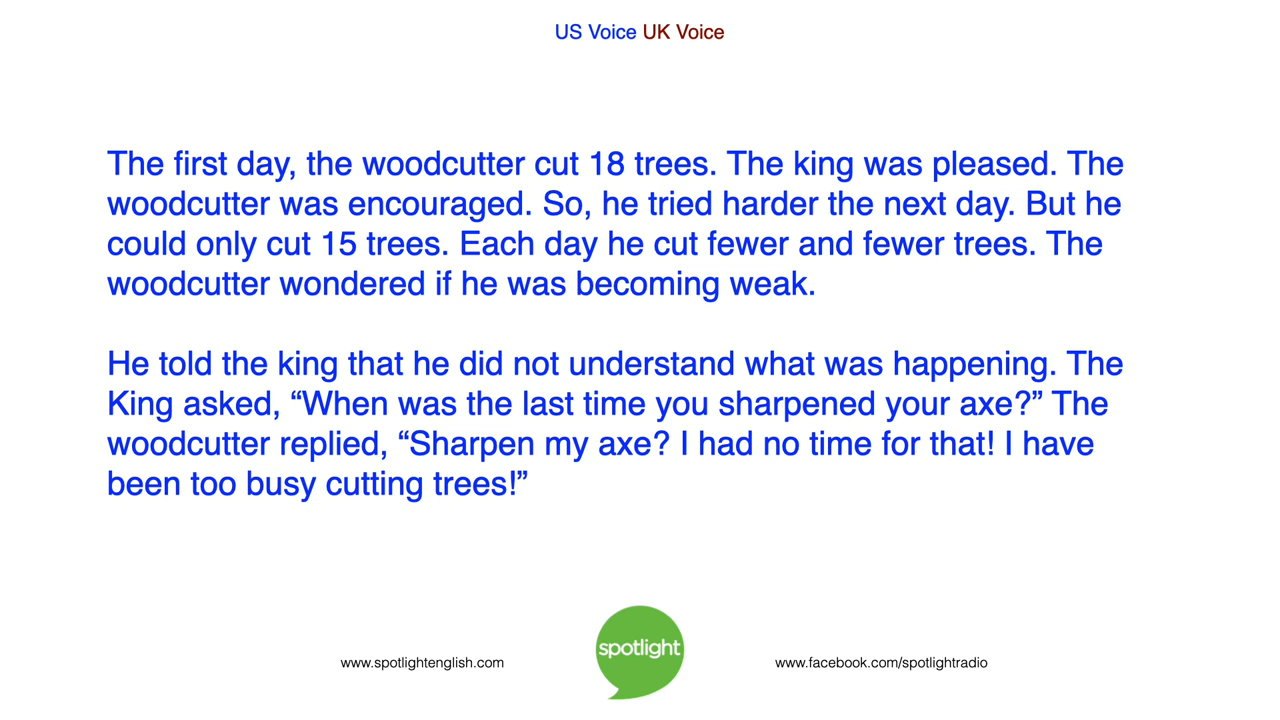 US Voice UK Voice
The first day, the woodcutter cut 18 trees. The king was pleased. The
woodcutter was encouraged. So, he tried harder the next day. But he
could only cut 15 trees. Each day he cut fewer and fewer trees. The
woodcutter wondered if he was becoming weak.
He told the king that he did not understand what was happening. The
King asked, “When was the last time you sharpened your axe?” The
woodcutter replied, “Sharpen my axe? I had no time for that! I have
been too busy cutting trees!”
spotlight
www.spotlightenglish.com
www.facebook.com/spotlightradio